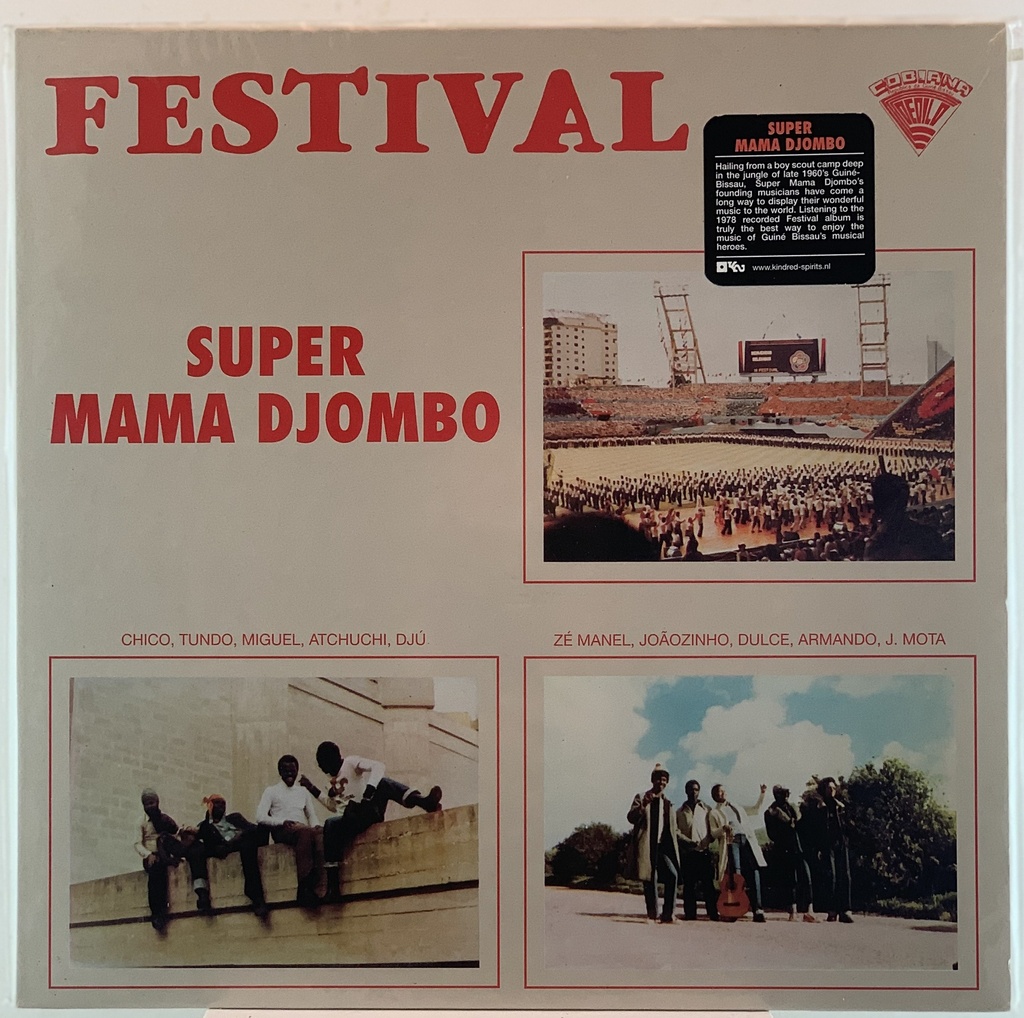 FESTIVAL
COBIANA
SUPER
MAMA DJOMBO
Hailing from a boy scout camp deep
in the jungle of late 1960's Guiné-
Bissau, Super Mama Djombo's
founding musicians have come a
long way to display their wonderful
music to the world. Listening to the
1978 recorded Festival album is
truly the best way to enjoy the
music of Guiné Bissau's musical
heroes.
www.kindred-spirits.nl
SUPER
MAMA DJOMBO
CHICO, TUNDO, MIGUEL, ATCHUCHI, DJÚ
ZÉ MANEL, JOÃOZINHO, DULCE, ARMANDO, J. MOTA